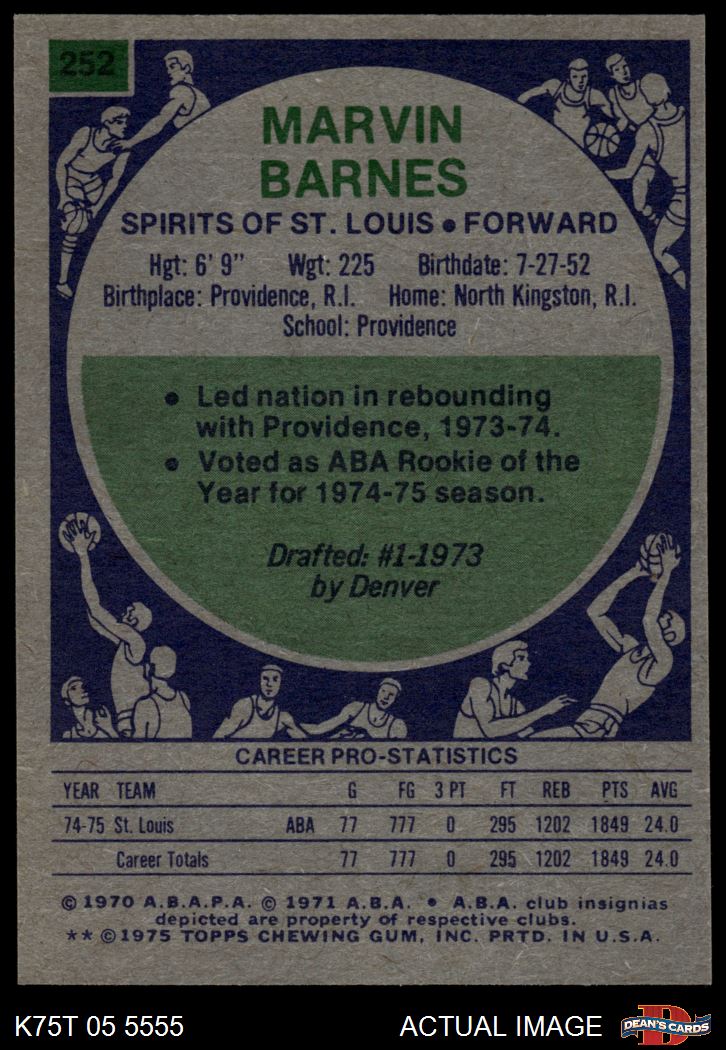 252
MARVIN
BARNES
SPIRITS OF ST. LOUIS • FORWARD
Hgt: 6' 9" Wgt: 225 Birthdate: 7-27-52
Birthplace: Providence, R.I. Home: North Kingston, R.I.
School: Providence
• Led nation in rebounding
with Providence, 1973-74.
• Voted as ABA Rookie of the
Year for 1974-75 season.
Drafted: #1-1973
by Denver
CAREER PRO-STATISTICS
YEAR TEAM G FG 3 PT FT REB PTS AVG
74-75 St. Louis ABA 77 777 0 295 1202 1849 24.0
Career Totals 77 777 0 295 1202 1849 24.0
© 1970 A.B.A.P.A. © 1971 A.B.A. • A.B.A. club insignias
depicted are property of respective clubs.
** © 1975 TOPPS CHEWING GUM, INC. PRTD. IN U.S.A.
K75T 05 5555 ACTUAL IMAGE
D
DEAN'S CARDS